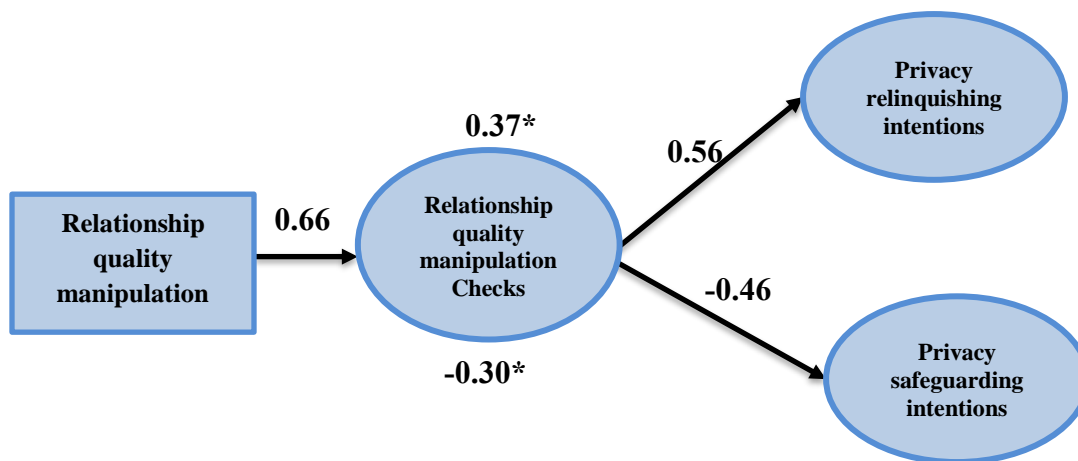 Relationship
quality
manipulation
0.66
0.37*
Relationship
quality
manipulation
Checks
-0.30*
0.56
-0.46
Privacy
relinquishing
intentions
Privacy
safeguarding
intentions